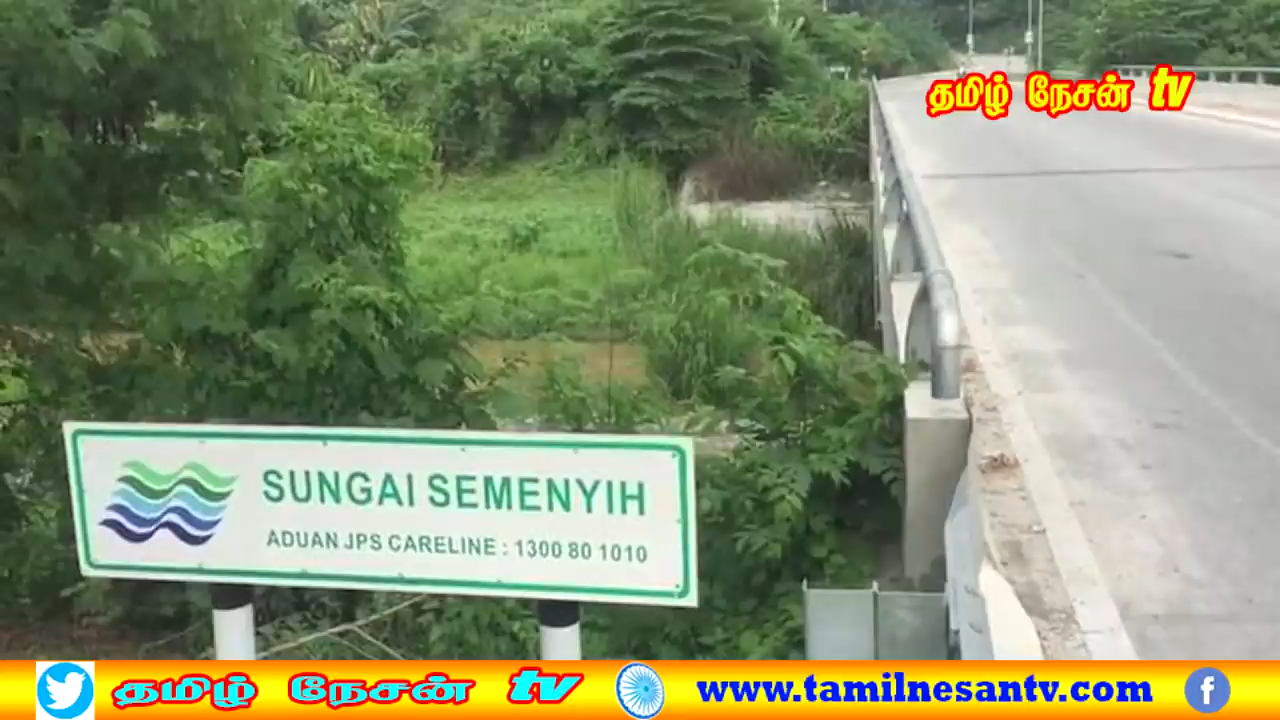 தமிழ் நேசன் tv
SUNGAI SEMENYIH
ADUAN JPS CARELINE : 1300 80 1010
தமிழ் நேசன் tv www.tamilnesantv.com